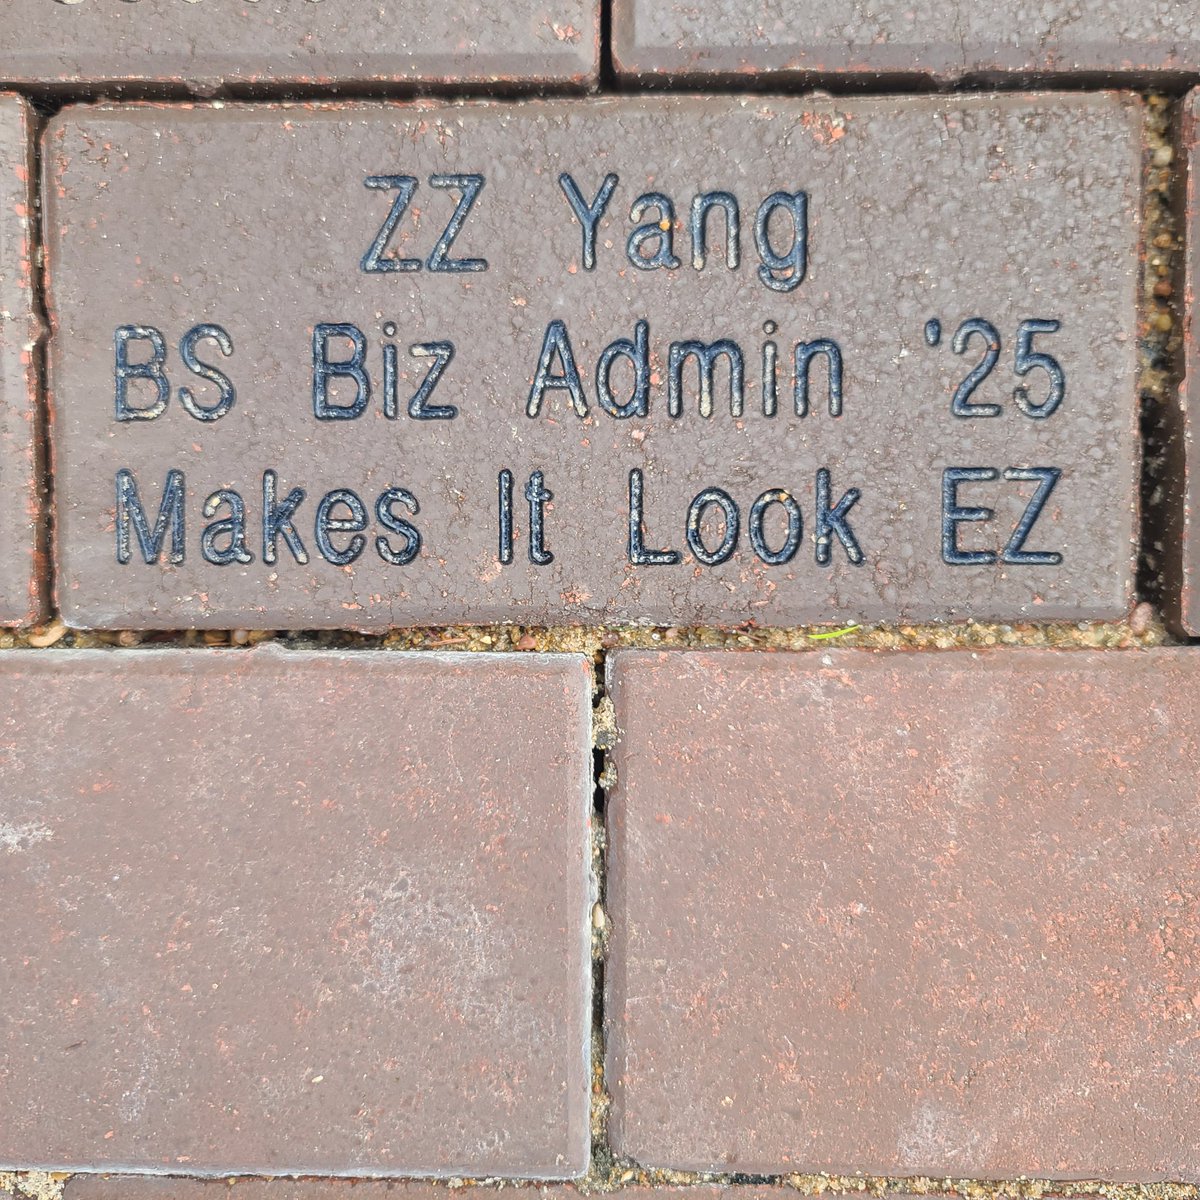 ZZ Yang
BS Biz Admin '25
Makes It Look EZ